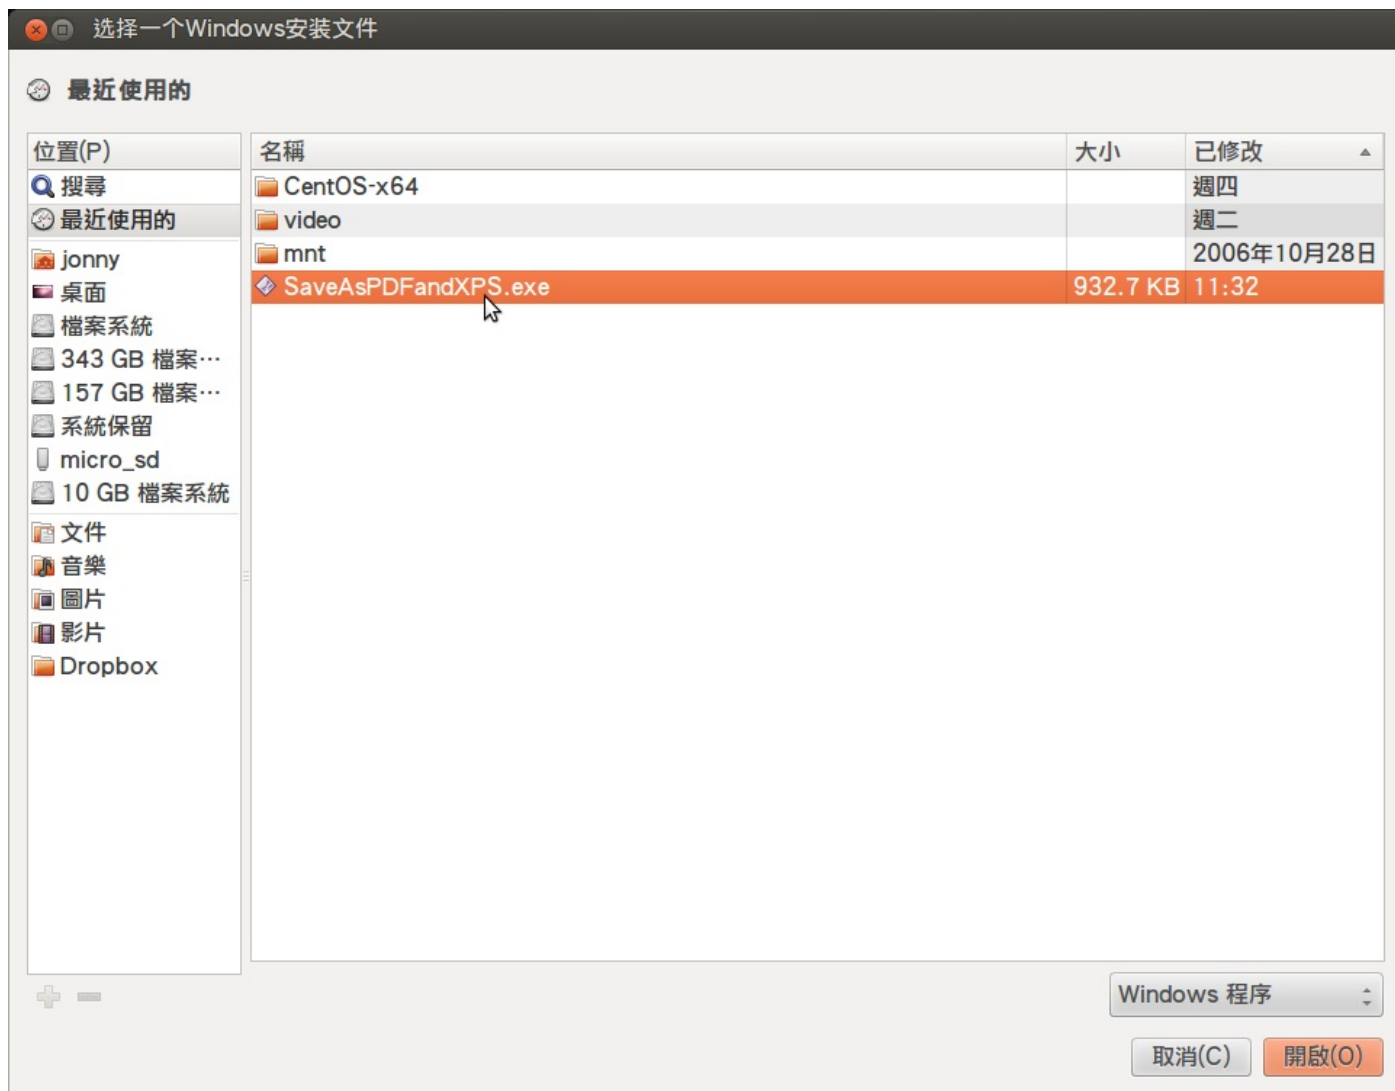 选择一个Windows安装文件
最近使用的
位置(P)
搜尋
最近使用的
jonny
桌面
檔案系統
343 GB 檔案…
157 GB 檔案…
系統保留
micro_sd
10 GB 檔案系統
文件
音樂
圖片
影片
Dropbox
名稱 大小 已修改
CentOS-x64 週四
video 週二
mnt 2006年10月28日
SaveAsPDFandXPS.exe 932.7 KB 11:32
Windows 程序
取消(C) 開啟(O)